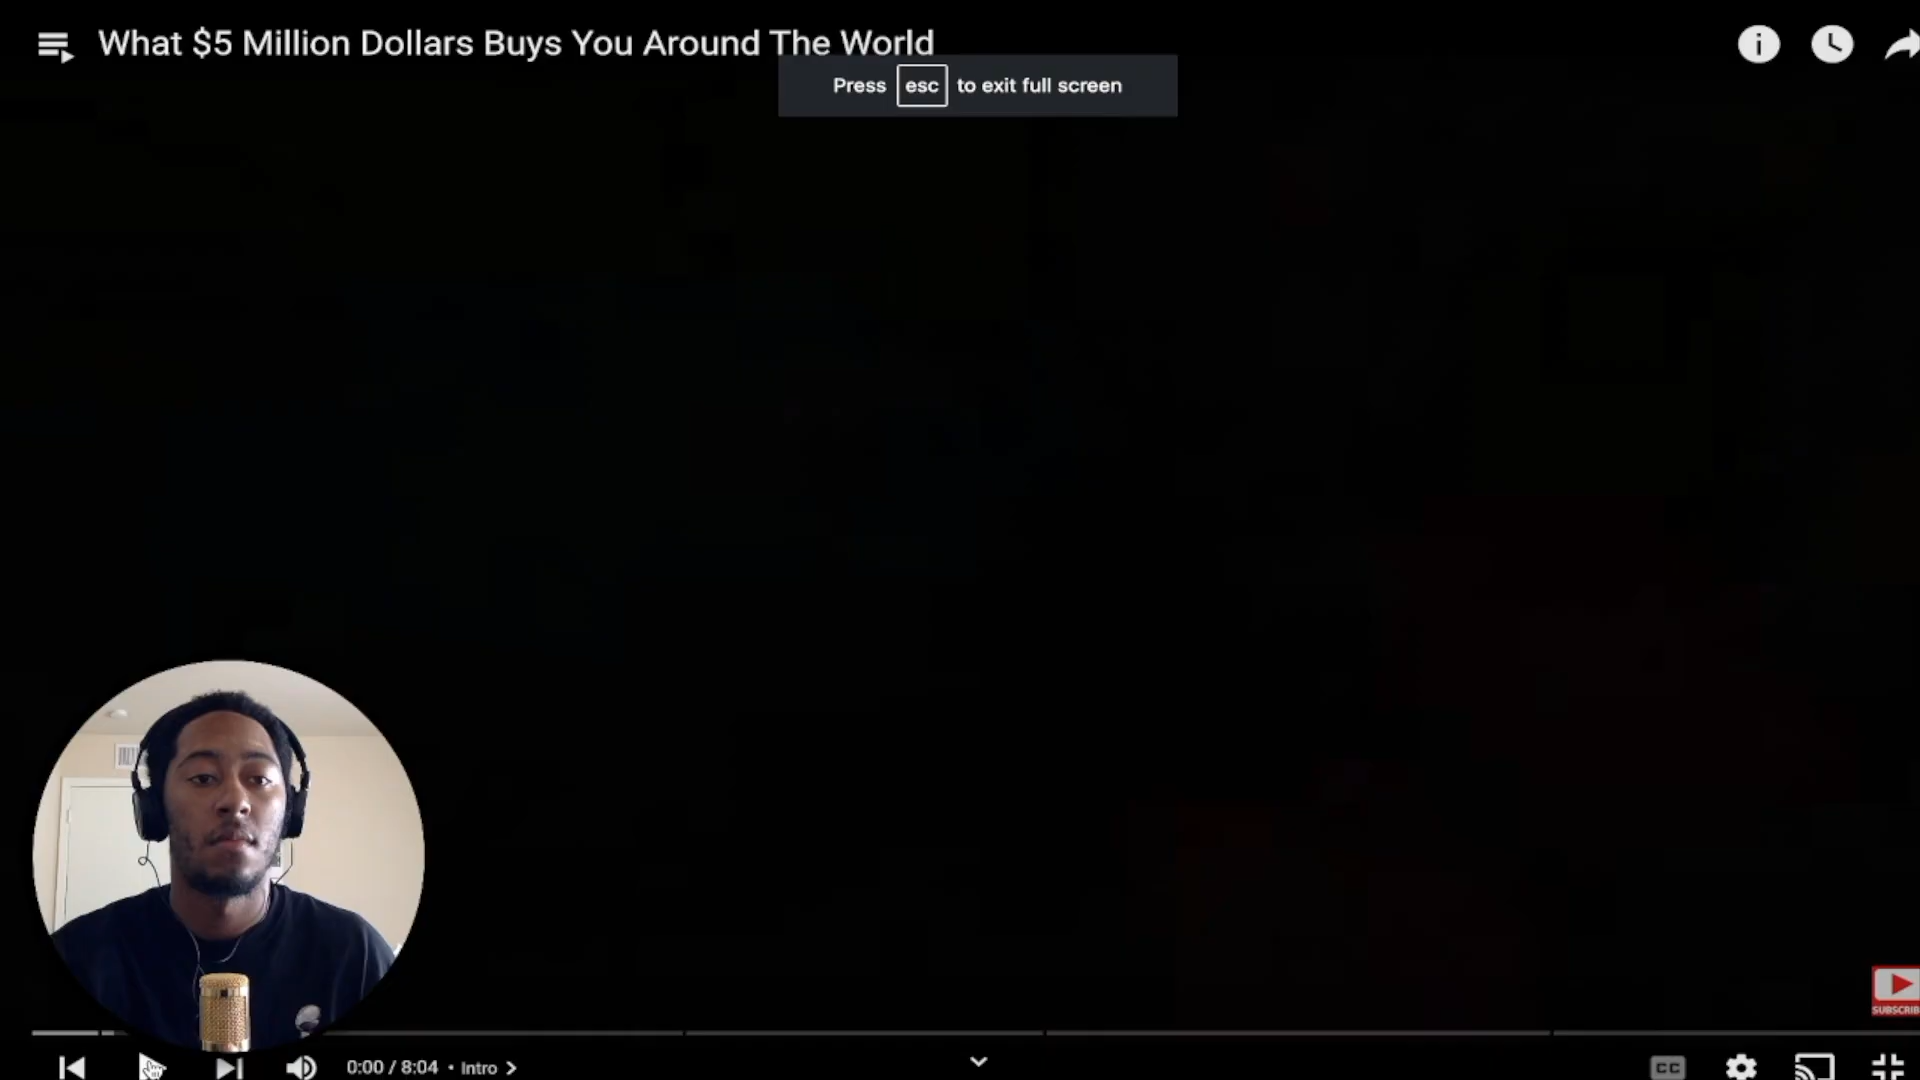 What $5 Million Dollars Buys You Around The World
Press esc to exit full screen
SUBSCRIB
0:00 / 8:04 • Intro
CC